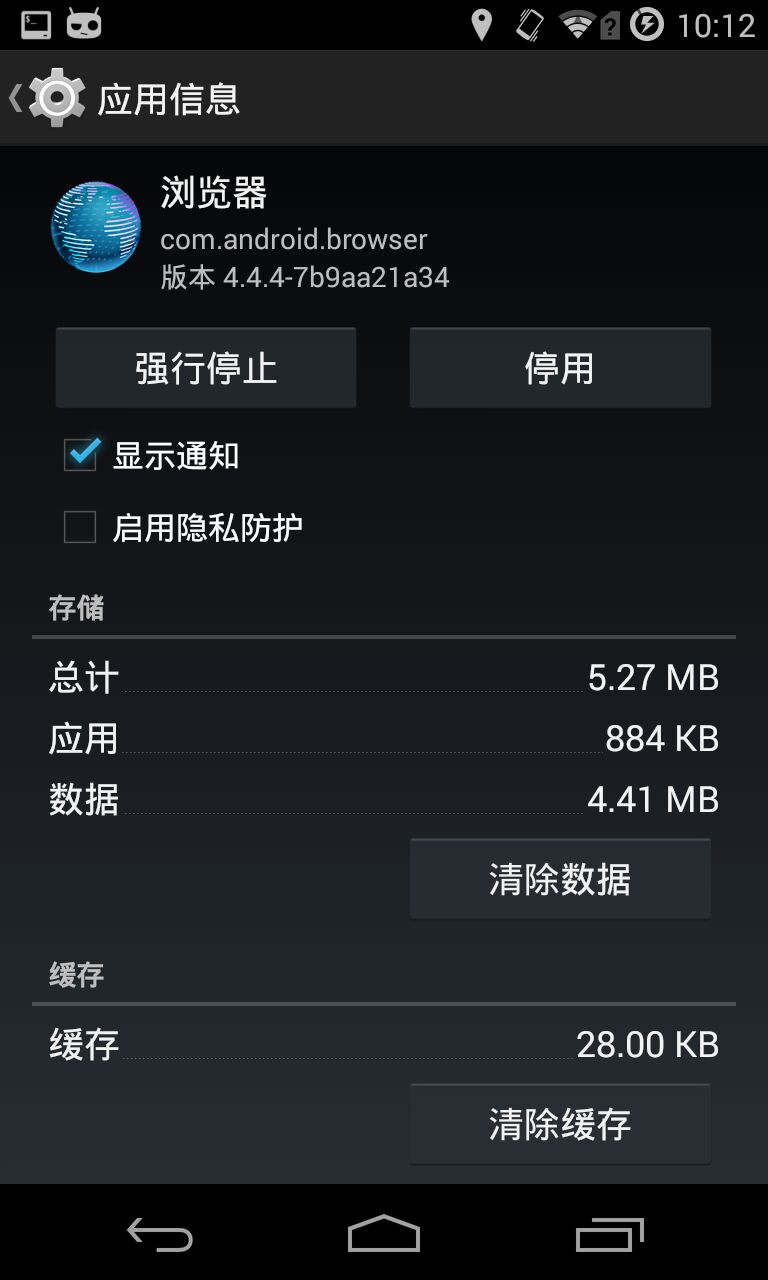 10:12
应用信息
浏览器
com.android.browser
版本 4.4.4-7b9aa21a34
强行停止 停用
显示通知
启用隐私防护
存储
总计 5.27 MB
应用 884 KB
数据 4.41 MB
清除数据
缓存
缓存 28.00 KB
清除缓存